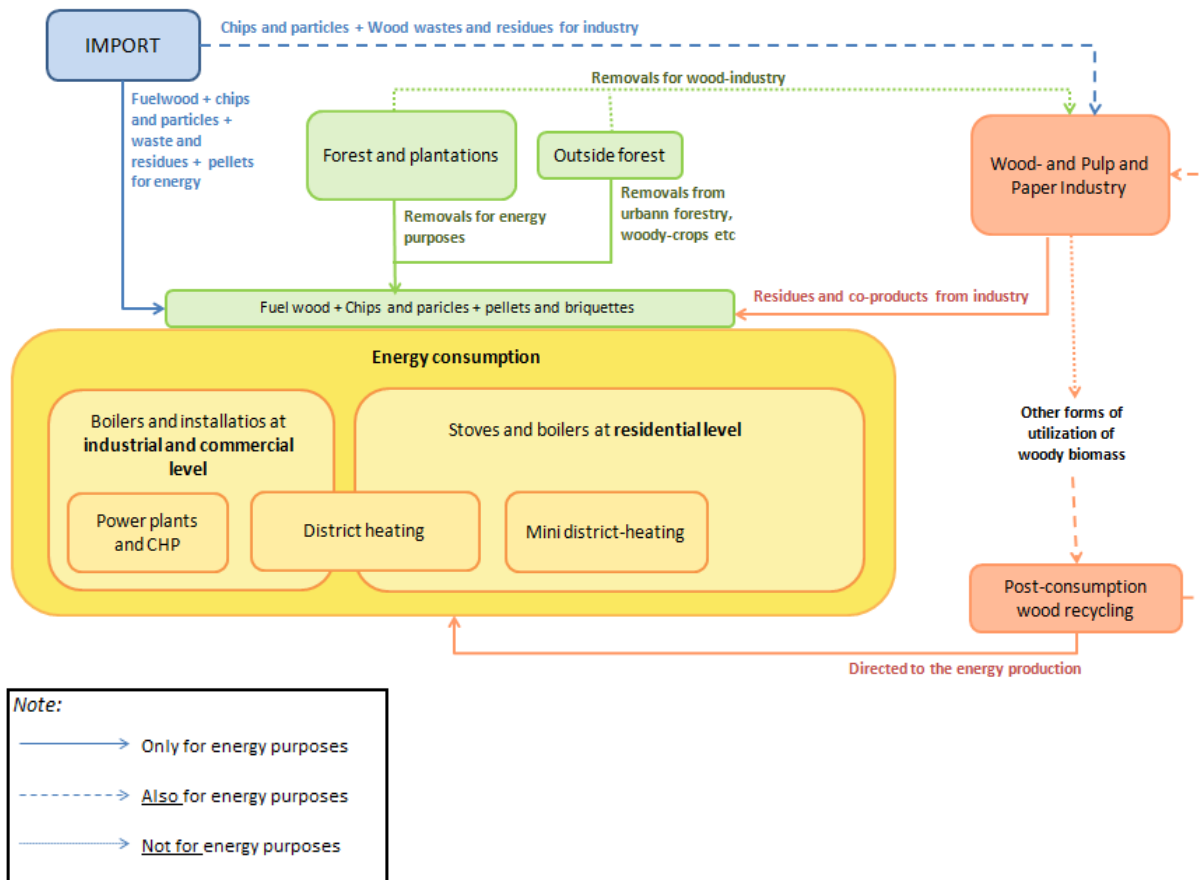 IMPORT
Chips and particles + Wood wastes and residues for industry
Removals for wood-industry
Fuelwood + chips
and particles +
waste and
residues + pellets
for energy
Forest and plantations
Outside forest
Wood- and Pulp and
Paper Industry
Removals for energy
purposes
Removals from
urbann forestry,
woody-crops etc
Fuel wood + Chips and paricles + pellets and briquettes
Residues and co-products from industry
Energy consumption
Boilers and installatios at
industrial and commercial
level
Stoves and boilers at residential level
Other forms of
utilization of
woody biomass
Power plants
and CHP
District heating
Mini district-heating
Post-consumption
wood recycling
Directed to the energy production
Note:
Only for energy purposes
Also for energy purposes
Not for energy purposes